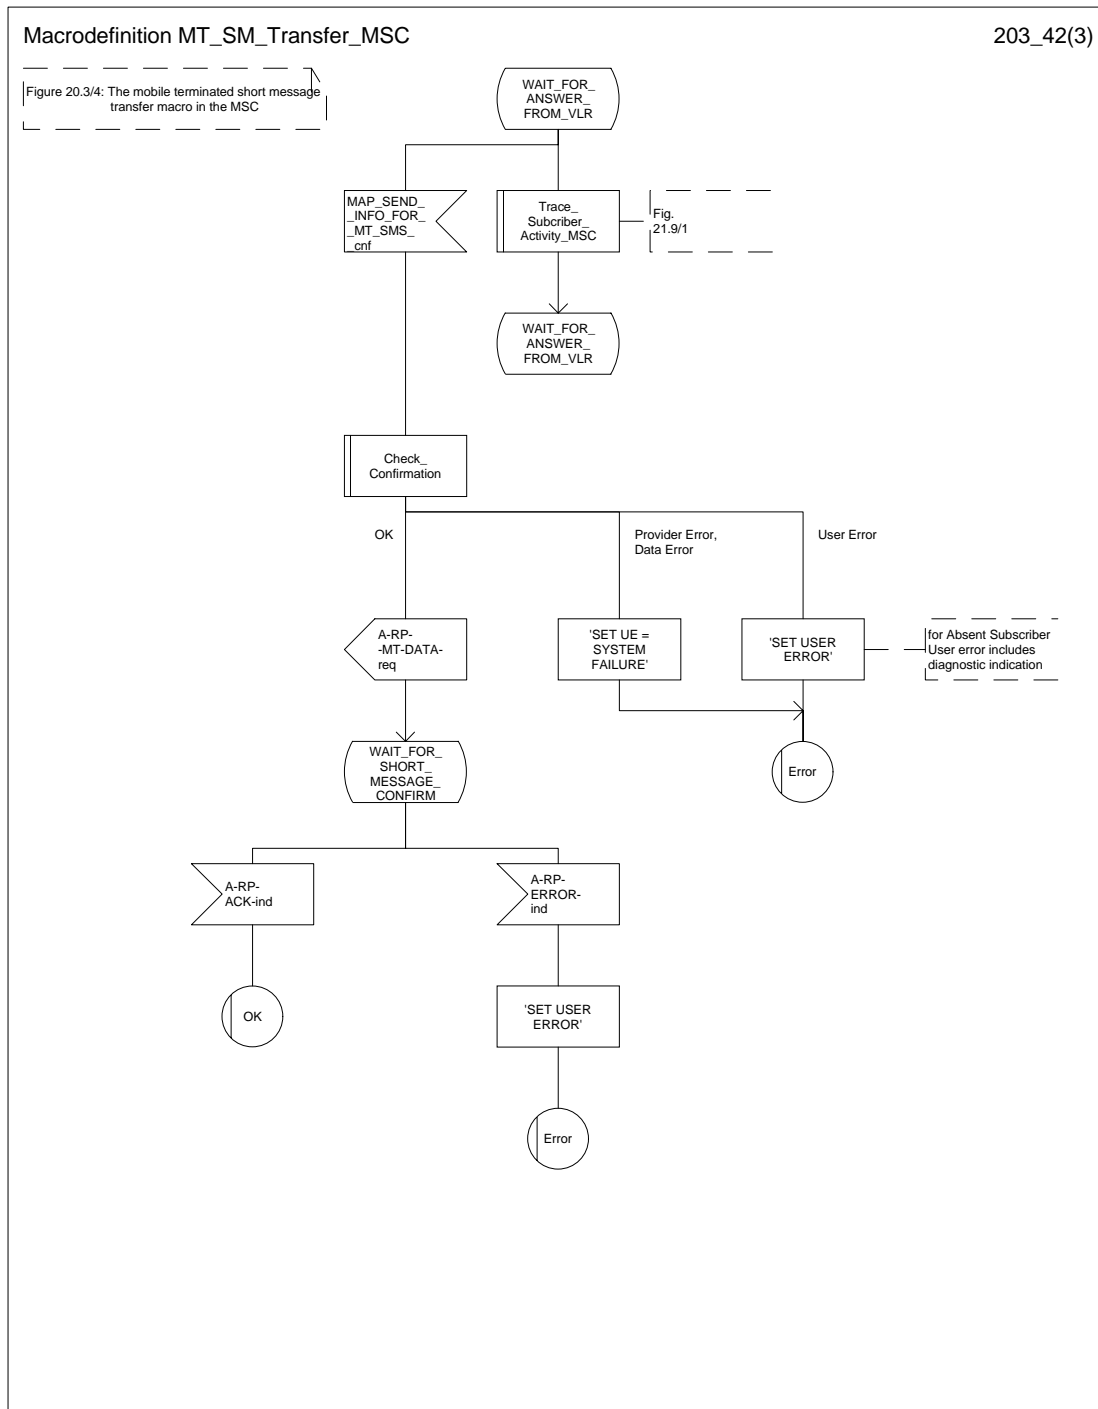 Macrodefinition MT_SM_Transfer_MSC
203_42(3)
Figure 20.3/4: The mobile terminated short message
transfer macro in the MSC
WAIT_FOR_
ANSWER_
FROM_VLR
MAP_SEND_
_INFO_FOR_
_MT_SMS_
_cnf
Trace_
Subcriber_
Activity_MSC
Fig.
21.9/1
WAIT_FOR_
ANSWER_
FROM_VLR
Check_
Confirmation
OK
Provider Error,
Data Error
User Error
A-RP-
-MT-DATA-
req
'SET UE =
SYSTEM
FAILURE'
'SET USER
ERROR'
for Absent Subscriber
User error includes
diagnostic indication
WAIT_FOR_
SHORT_
MESSAGE_
CONFIRM
Error
A-RP-
ACK-ind
A-RP-
ERROR-
ind
OK
'SET USER
ERROR'
Error